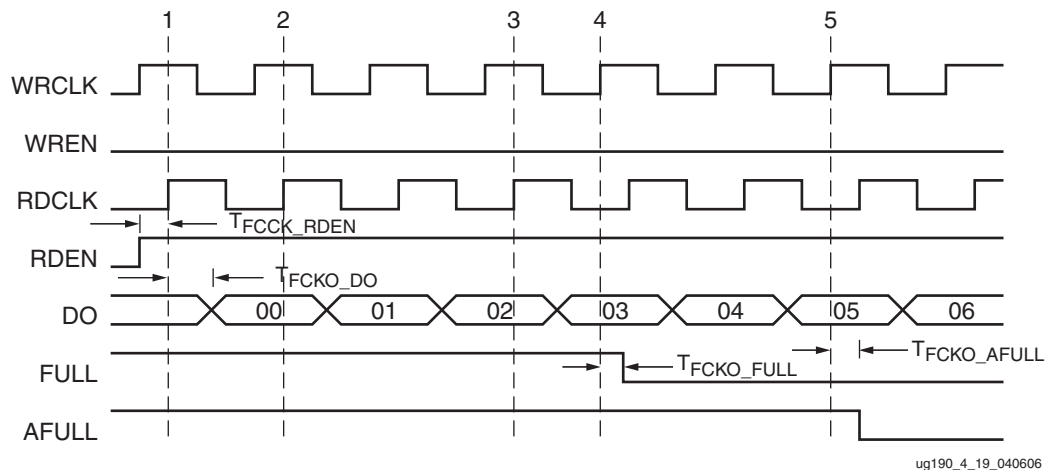 1 2 3 4 5
WRCLK
WREN
RDCLK
TFCCK_RDEN
RDEN
TFCKO_DO
DO 00 01 02 03 04 05 06
TFCKO_AFULL
TFCKO_FULL
FULL
AFULL
ug190_4_19_040606